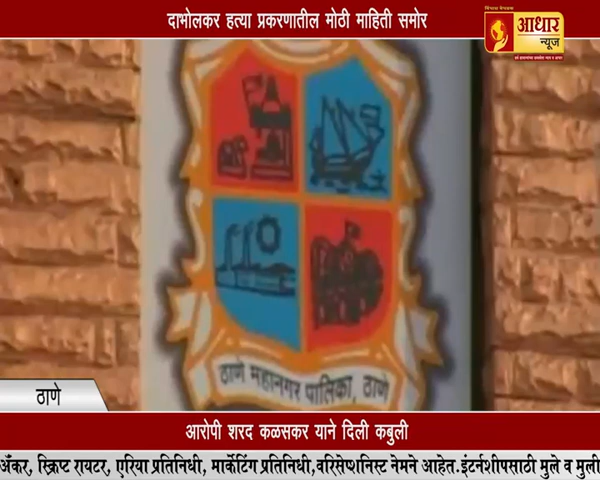 दाभोलकर हत्या प्रकरणातील मोठी माहिती समोर
आधार
न्यूज
ठाणे महानगर पालिका, ठाणे
ठाणे
आरोपी शरद कळसकर याने दिली कबुली
अँकर, स्क्रिप्ट रायटर, एरिया प्रतिनिधी, मार्केटिंग प्रतिनिधी,वरिसेप्शनिस्ट नेमने आहेत.इंटर्नशीपसाठी मुले व मुली